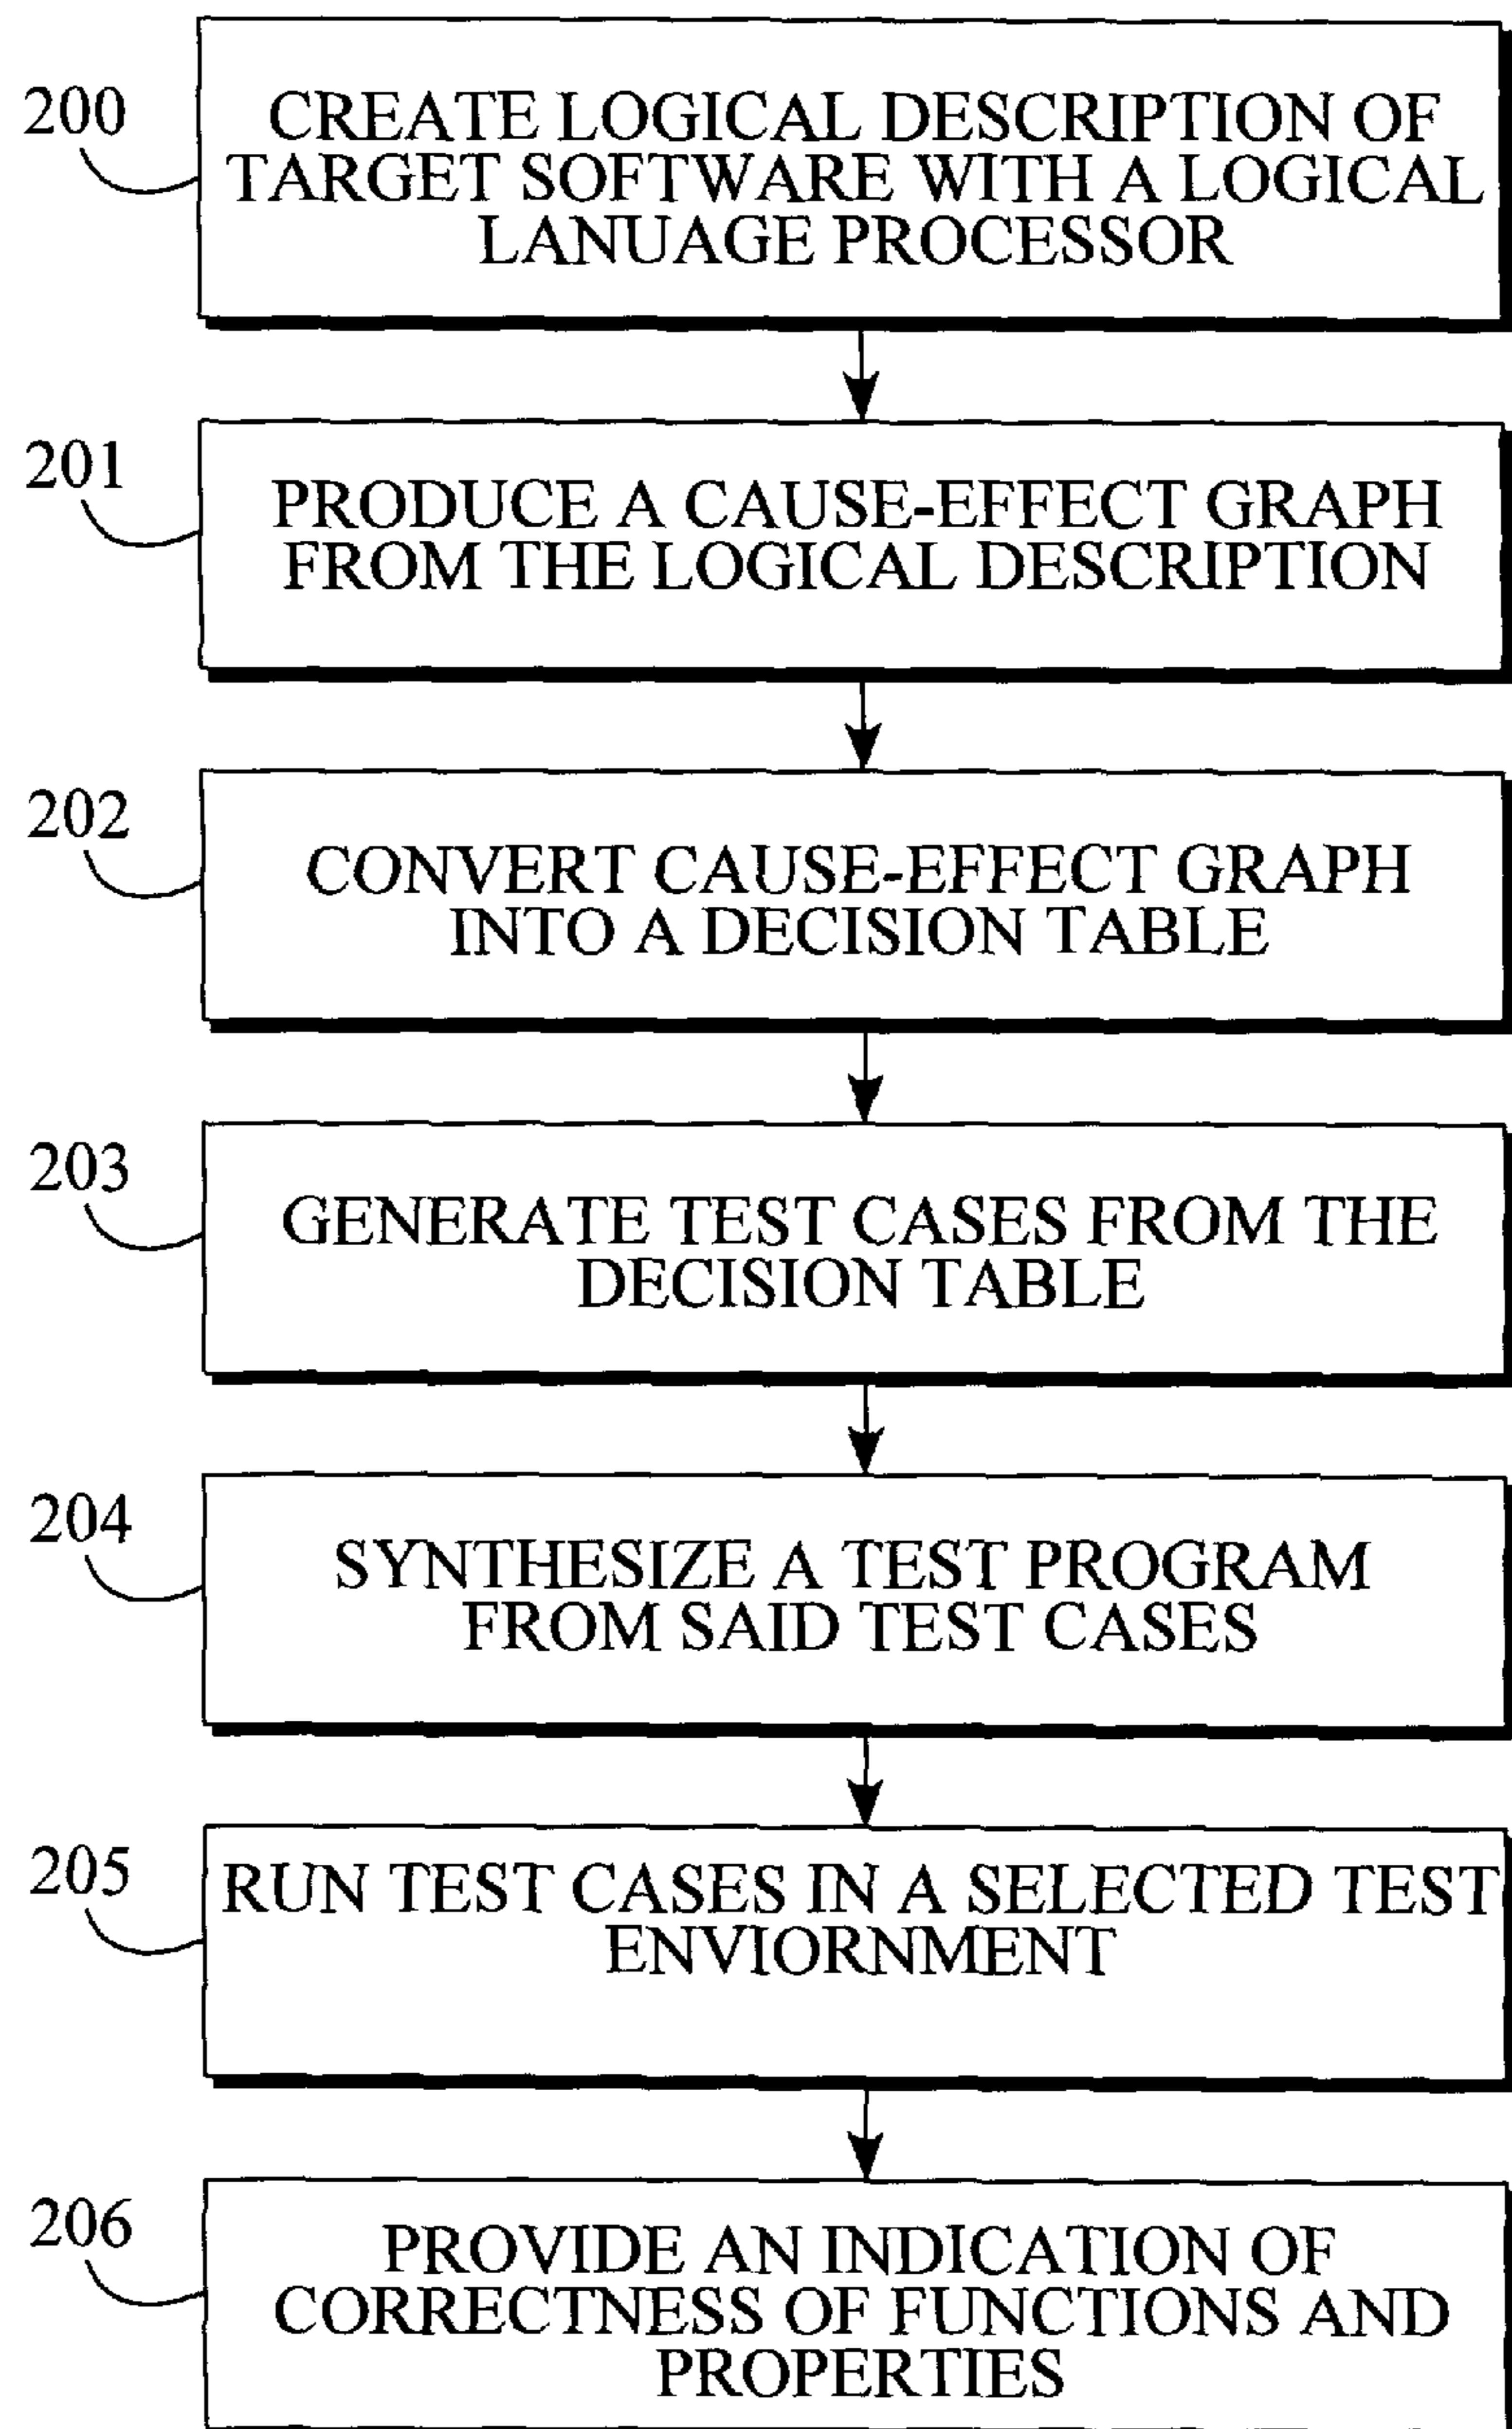 200
CREATE LOGICAL DESCRIPTION OF
TARGET SOFTWARE WITH A LOGICAL
LANUAGE PROCESSOR
201
PRODUCE A CAUSE-EFFECT GRAPH
FROM THE LOGICAL DESCRIPTION
202
CONVERT CAUSE-EFFECT GRAPH
INTO A DECISION TABLE
203
GENERATE TEST CASES FROM THE
DECISION TABLE
204
SYNTHESIZE A TEST PROGRAM
FROM SAID TEST CASES
205
RUN TEST CASES IN A SELECTED TEST
ENVIORNMENT
206
PROVIDE AN INDICATION OF
CORRECTNESS OF FUNCTIONS AND
PROPERTIES